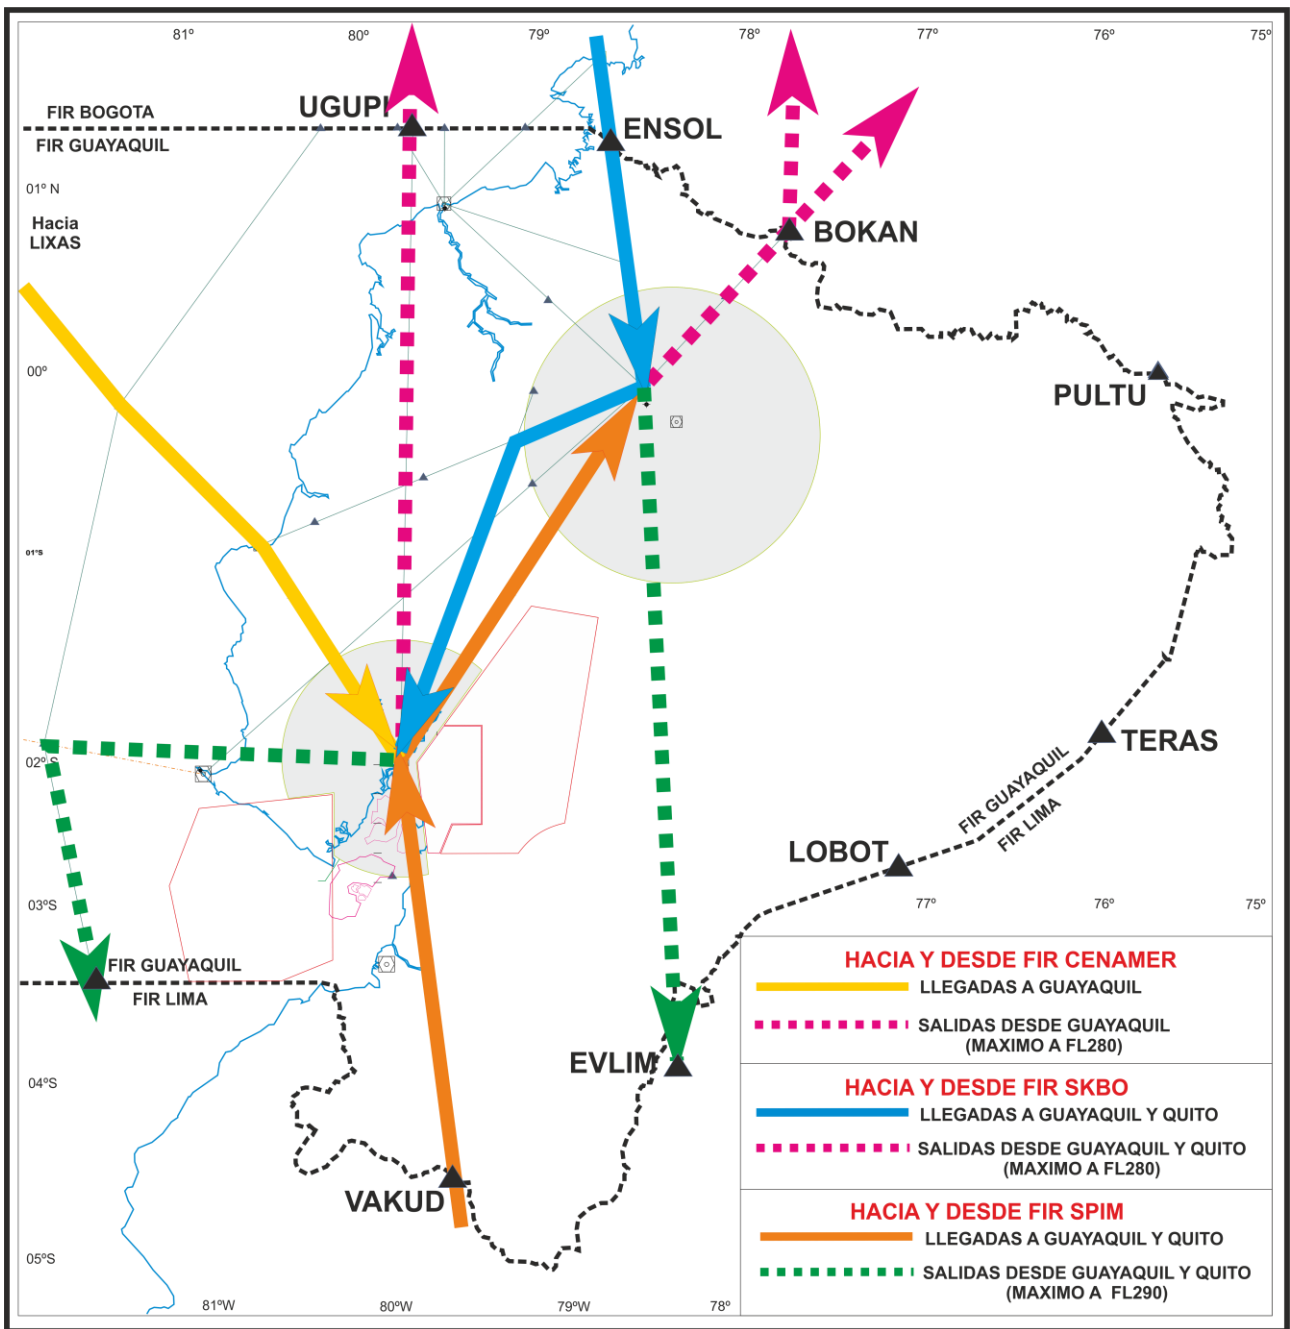 81º 80º 79º 78º 77º 76º 75º
UGUPI
FIR BOGOTA
FIR GUAYAQUIL
ENSOL
01º N
Hacia
LIXAS
BOKAN
00º
PULTU
01ºS
TERAS
02º S
FIR GUAYAQUIL
FIR LIMA
LOBOT
03ºS
77º 76º 75º
FIR GUAYAQUIL
FIR LIMA
EVLIM
04ºS
VAKUD
05ºS
81ºW 80ºW 79ºW 78º
HACIA Y DESDE FIR CENAMER
LLEGADAS A GUAYAQUIL
SALIDAS DESDE GUAYAQUIL
(MAXIMO A FL280)
HACIA Y DESDE FIR SKBO
LLEGADAS A GUAYAQUIL Y QUITO
SALIDAS DESDE GUAYAQUIL Y QUITO
(MAXIMO A FL280)
HACIA Y DESDE FIR SPIM
LLEGADAS A GUAYAQUIL Y QUITO
SALIDAS DESDE GUAYAQUIL Y QUITO
(MAXIMO A FL290)